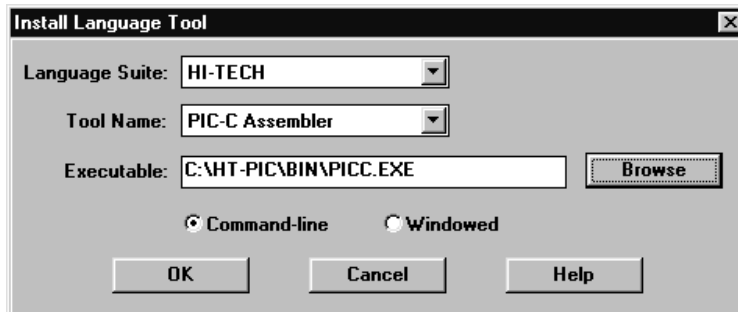 Install Language Tool
Language Suite: HI-TECH
Tool Name: PIC-C Assembler
Executable: C:\HT-PIC\BIN\PICC.EXE Browse
Command-line Windowed
OK Cancel Help